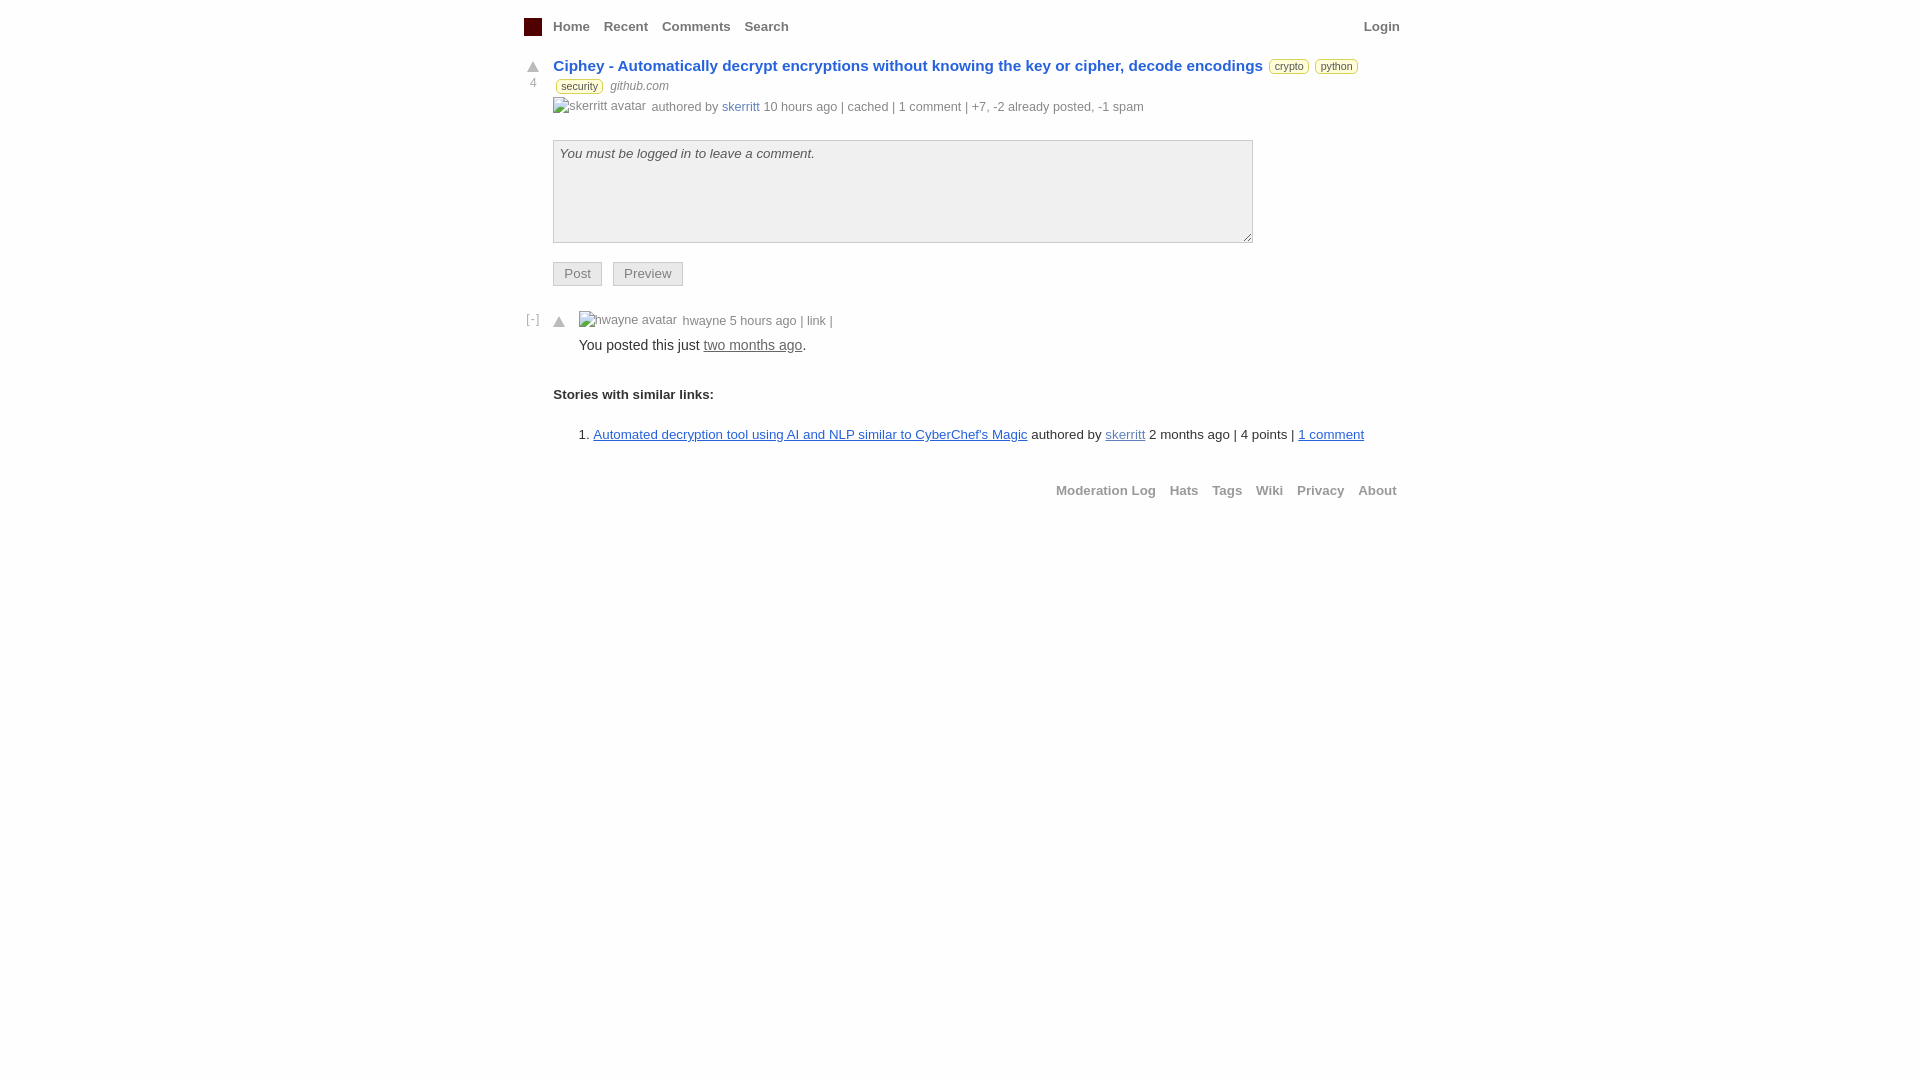 Home Recent Comments Search Login
Ciphey - Automatically decrypt encryptions without knowing the key or cipher, decode encodings crypto python
4 security github.com
skerritt avatar authored by skerritt 10 hours ago | cached | 1 comment | +7, -2 already posted, -1 spam
You must be logged in to leave a comment.
Post Preview
[-] hwayne avatar hwayne 5 hours ago | link |
You posted this just two months ago.
Stories with similar links:
1. Automated decryption tool using AI and NLP similar to CyberChef's Magic authored by skerritt 2 months ago | 4 points | 1 comment
Moderation Log Hats Tags Wiki Privacy About